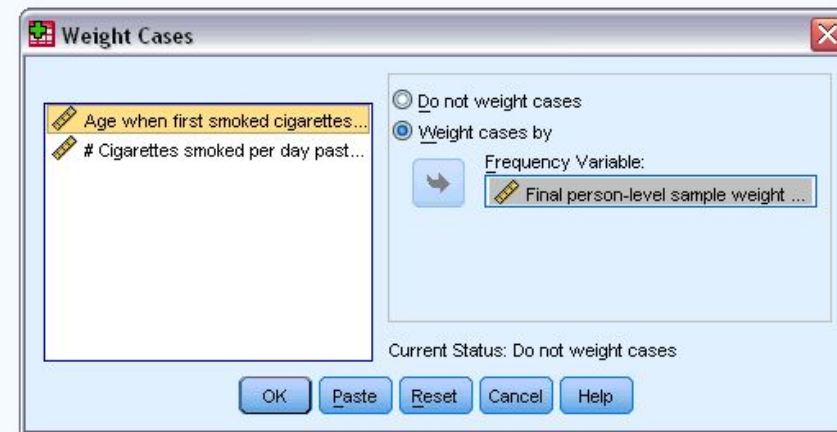 Weight Cases
Age when first smoked cigarettes...
# Cigarettes smoked per day past...
Do not weight cases
Weight cases by
Frequency Variable:
Final person-level sample weight ...
Current Status: Do not weight cases
OK
Paste
Reset
Cancel
Help